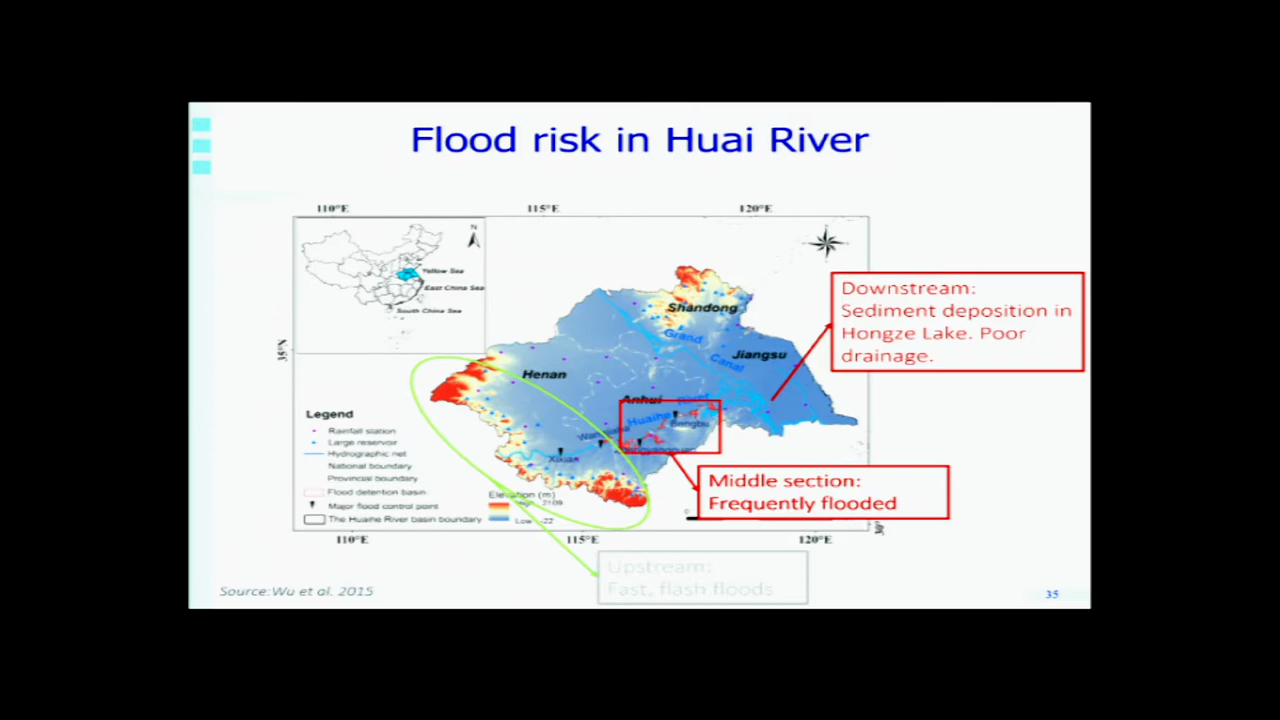 Flood risk in Huai River
110°E
115°E
120°E
N
Yellow Sea
East China Sea
South China Sea
35°N
Shandong
Grand
Canal
Jiangsu
Henan
Anhui
River
Huaihe
Bengbu
Xixian
Downstream:
Sediment deposition in
Hongze Lake. Poor
drainage.
Middle section:
Frequently flooded
Legend
Rainfall station
Large reservoir
Hydrographic net
National boundary
Provincial boundary
Flood detention basin
Major flood control point
The Huaihe River basin boundary
Elevation (m)
High 2109
Low -22
0
110°E
115°E
120°E
30°
Upstream:
Fast, flash floods
Source: Wu et al. 2015
35